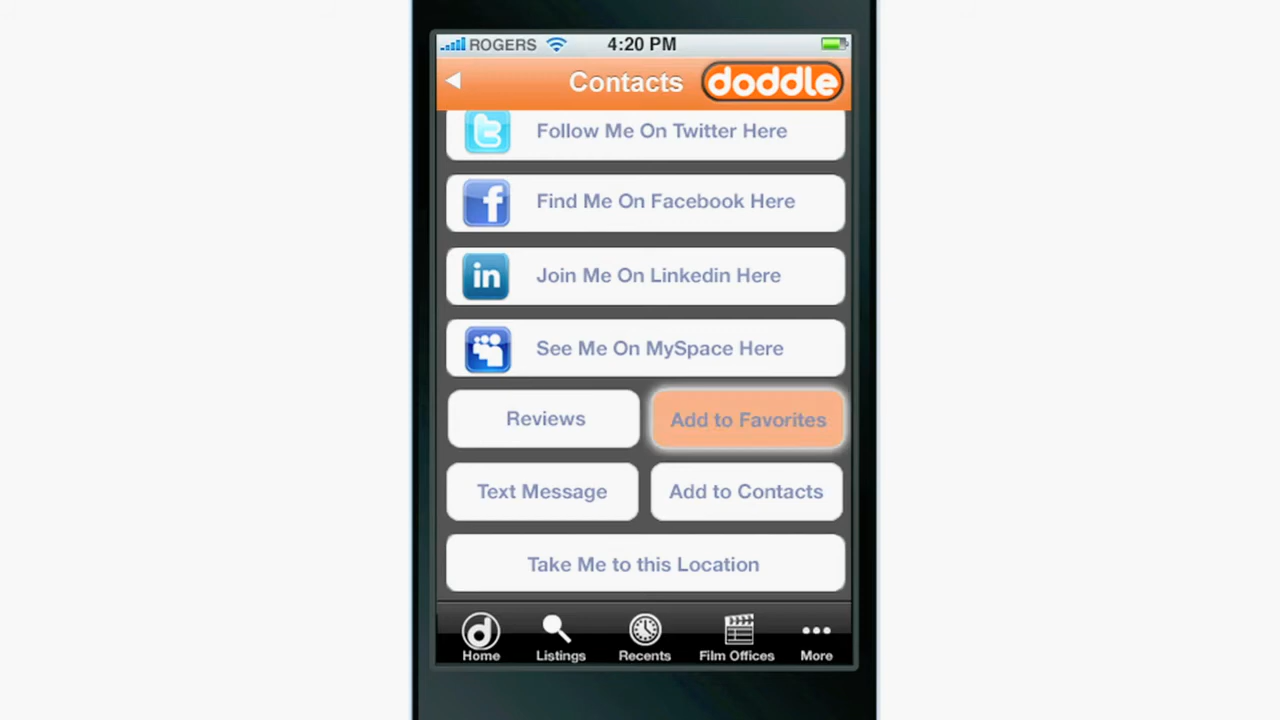 ROGERS 4:20 PM
Contacts doddle
Follow Me On Twitter Here
Find Me On Facebook Here
in Join Me On Linkedin Here
See Me On MySpace Here
Reviews Add to Favorites
Text Message Add to Contacts
Take Me to this Location
Home Listings Recents Film Offices More